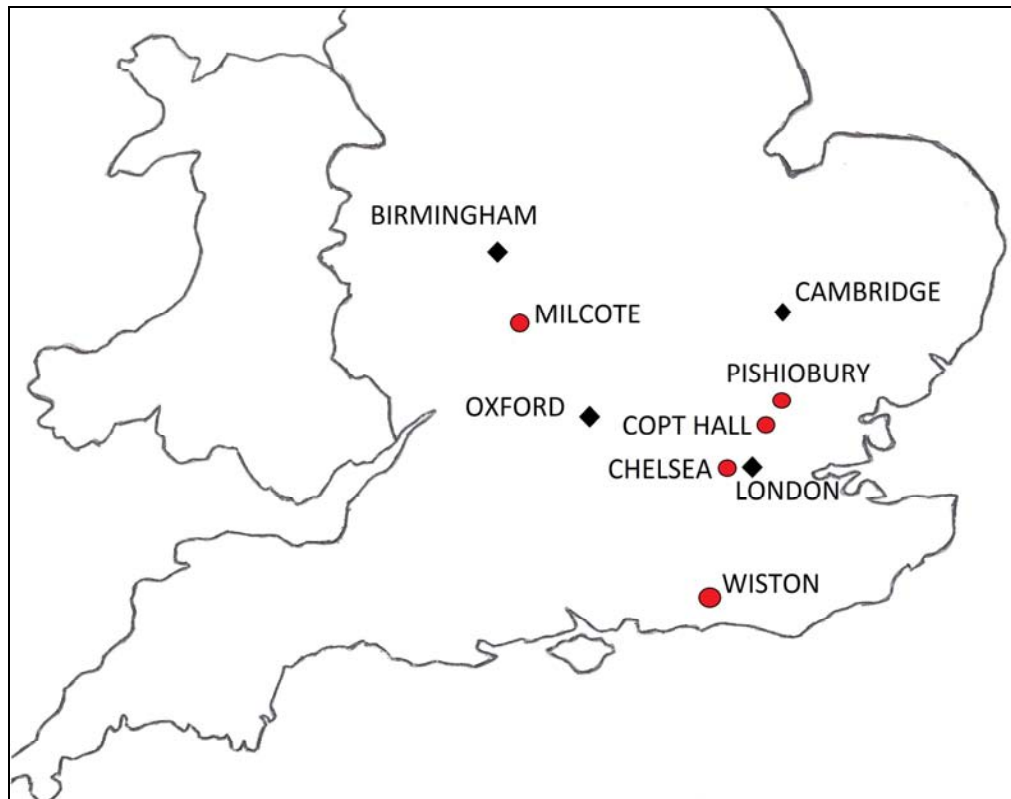 BIRMINGHAM
CAMBRIDGE
MILCOTE
PISHIOBURY
OXFORD
COPT HALL
CHELSEA
LONDON
WISTON